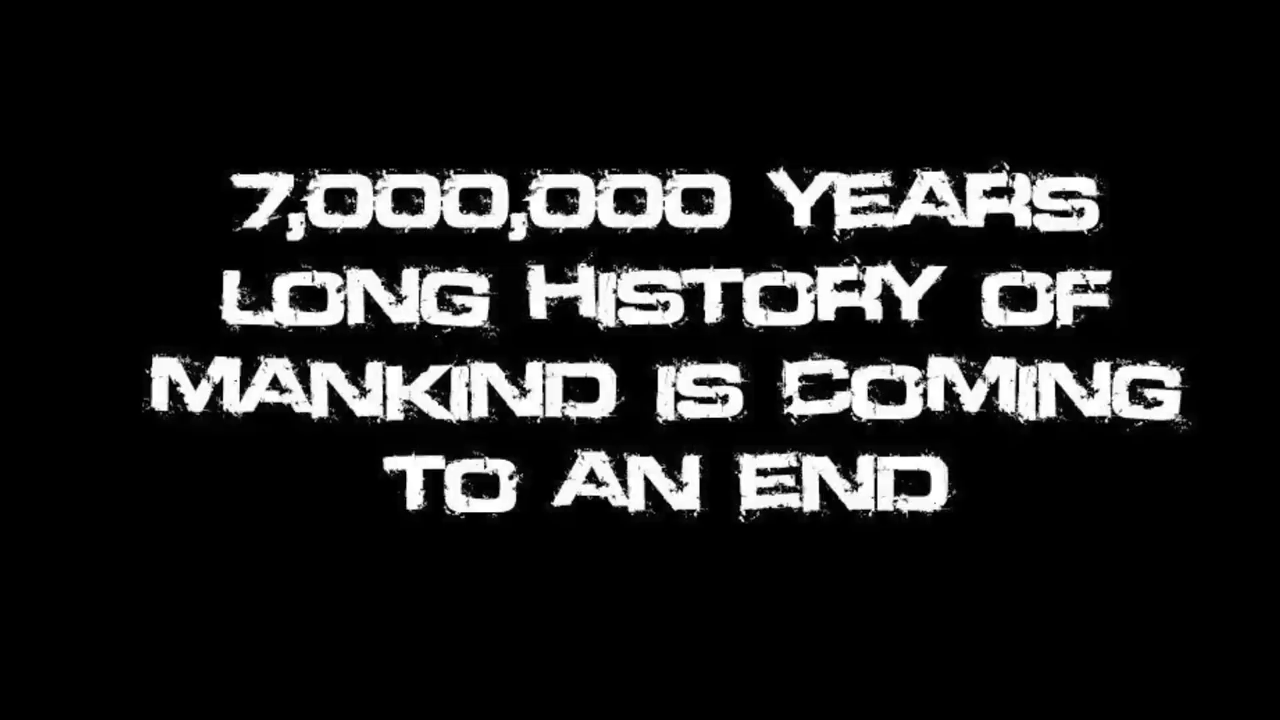 7,000,000 YEARS
LONG HISTORY OF
MANKIND IS COMING
TO AN END